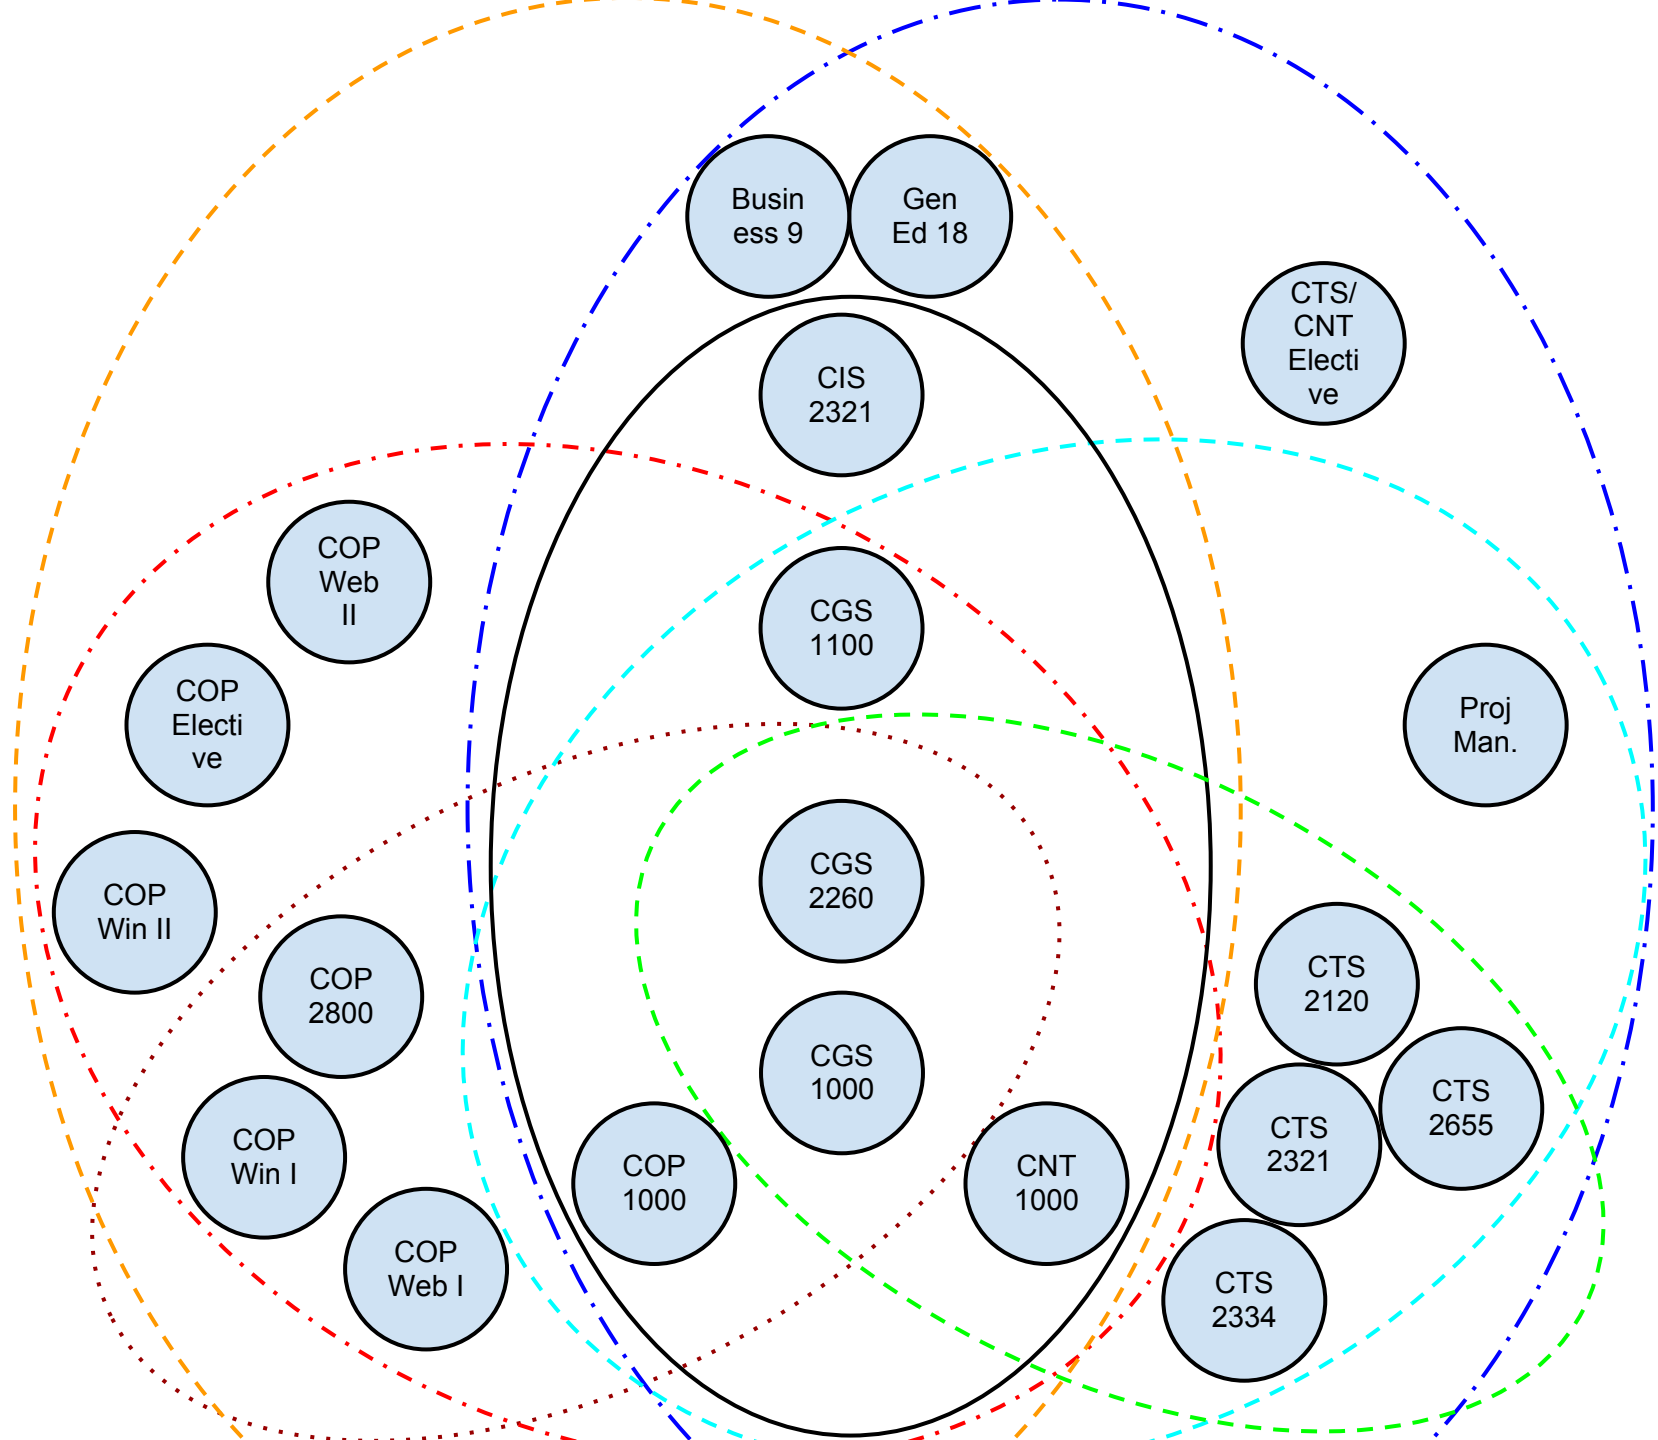 Busin
ess 9
Gen
Ed 18
CTS/
CNT
Electi
ve
CIS
2321
COP
Web
II
CGS
1100
COP
Electi
ve
Proj
Man.
COP
Win II
CGS
2260
COP
2800
CTS
2120
CGS
1000
CTS
2655
COP
Win I
CTS
2321
COP
1000
CNT
1000
COP
Web I
CTS
2334